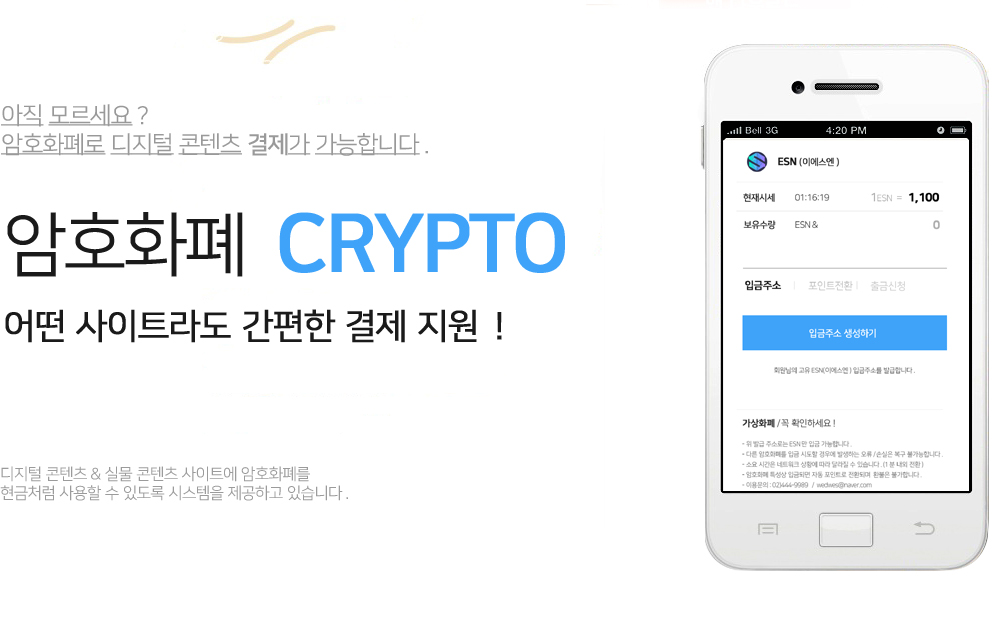 아직 모르세요 ?
암호화폐로 디지털 콘텐츠 결제가 가능합니다 .
암호화폐 CRYPTO
어떤 사이트라도 간편한 결제 지원 !
디지털 콘텐츠 & 실물 콘텐츠 사이트에 암호화폐를
현금처럼 사용할 수 있도록 시스템을 제공하고 있습니다 .
Bell 3G 4:20 PM
ESN (이에스엔 )
현재시세 01:16:19 1ESN = 1,100
보유수량 ESN & 0
입금주소 | 포인트전환 | 출금신청
입금주소 생성하기
회원님의 고유 ESN(이에스엔 ) 입금주소를 발급합니다 .
가상화폐 / 꼭 확인하세요 !
- 위 발급 주소로는 ESN 만 입금 가능합니다 .
- 다른 암호화폐를 입금 시도할 경우에 발생하는 오류 / 손실은 복구 불가능합니다 .
- 소요 시간은 네트워크 상황에 따라 달라질 수 있습니다 . (1 분 내외 전환 )
- 암호화폐 특성상 입금되면 자동 포인트로 전환되며 환불은 불가합니다 .
- 이용문의 : 02)444-9989 / wedwes@naver.com